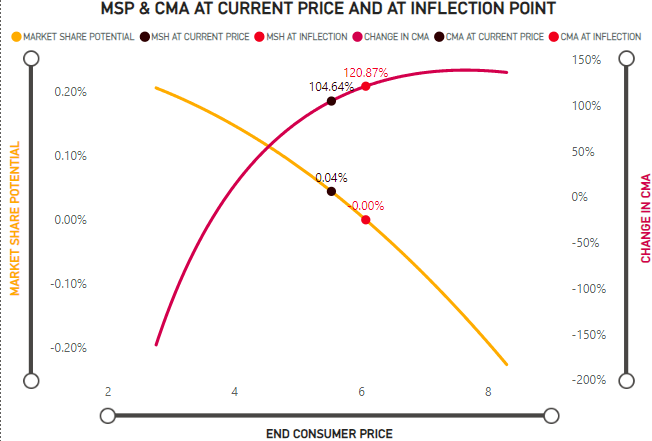 MSP & CMA AT CURRENT PRICE AND AT INFLECTION POINT
MARKET SHARE POTENTIAL MSH AT CURRENT PRICE MSH AT INFLECTION CHANGE IN CMA CMA AT CURRENT PRICE CMA AT INFLECTION
MARKET SHARE POTENTIAL
0.20%
0.10%
0.00%
-0.10%
-0.20%
120.87%
104.64%
0.04%
-0.00%
150%
100%
50%
0%
-50%
-100%
-150%
-200%
CHANGE IN CMA
2 4 6 8
END CONSUMER PRICE